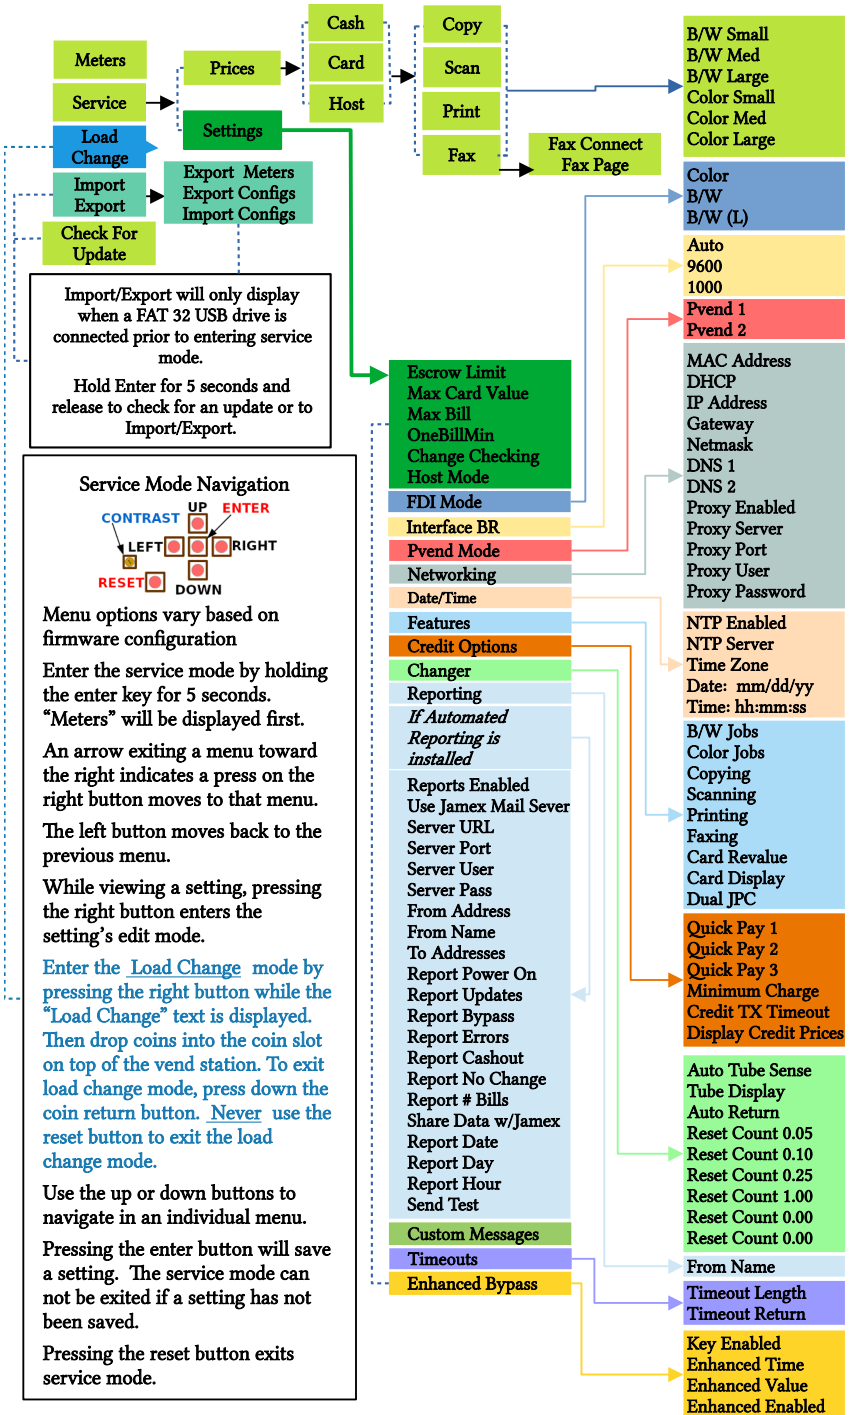 Meters
Service
Load
Change
Import
Export
Check For
Update
Prices
Settings
Export  Meters
Export Configs
Import Configs
Cash
Card
Host
Copy
Scan
Print
Fax
Fax Connect
Fax Page
B/W Small
B/W Med
B/W Large
Color Small
Color Med
Color Large
Import/Export will only display
when a FAT 32 USB drive is
connected prior to entering service
mode.
Hold Enter for 5 seconds and
release to check for an update or to
Import/Export.
Service Mode Navigation
UP
CONTRAST
ENTER
LEFT
RIGHT
RESET
DOWN
Menu options vary based on
firmware configuration
Enter the service mode by holding
the enter key for 5 seconds.
“Meters” will be displayed first.
An arrow exiting a menu toward
the right indicates a press on the
right button moves to that menu.
The left button moves back to the
previous menu.
While viewing a setting, pressing
the right button enters the
setting’s edit mode.
Enter the  Load Change  mode by
pressing the right button while the
“Load Change” text is displayed.
Then drop coins into the coin slot
on top of the vend station. To exit
load change mode, press down the
coin return button.  Never  use the
reset button to exit the load
change mode.
Use the up or down buttons to
navigate in an individual menu.
Pressing the enter button will save
a setting.  The service mode can
not be exited if a setting has not
been saved.
Pressing the reset button exits
service mode.
Escrow Limit
Max Card Value
Max Bill
OneBillMin
Change Checking
Host Mode
FDI Mode
Interface BR
Pvend Mode
Networking
Date/Time
Features
Credit Options
Changer
Reporting
If Automated
Reporting is
installed
Reports Enabled
Use Jamex Mail Sever
Server URL
Server Port
Server User
Server Pass
From Address
From Name
To Addresses
Report Power On
Report Updates
Report Bypass
Report Errors
Report Cashout
Report No Change
Report # Bills
Share Data w/Jamex
Report Date
Report Day
Report Hour
Send Test
Custom Messages
Timeouts
Enhanced Bypass
Color
B/W
B/W (L)
Auto
9600
1000
Pvend 1
Pvend 2
MAC Address
DHCP
IP Address
Gateway
Netmask
DNS 1
DNS 2
Proxy Enabled
Proxy Server
Proxy Port
Proxy User
Proxy Password
NTP Enabled
NTP Server
Time Zone
Date:  mm/dd/yy
Time: hh:mm:ss
B/W Jobs
Color Jobs
Copying
Scanning
Printing
Faxing
Card Revalue
Card Display
Dual JPC
Quick Pay 1
Quick Pay 2
Quick Pay 3
Minimum Charge
Credit TX Timeout
Display Credit Prices
Auto Tube Sense
Tube Display
Auto Return
Reset Count 0.05
Reset Count 0.10
Reset Count 0.25
Reset Count 1.00
Reset Count 0.00
Reset Count 0.00
From Name
Timeout Length
Timeout Return
Key Enabled
Enhanced Time
Enhanced Value
Enhanced Enabled